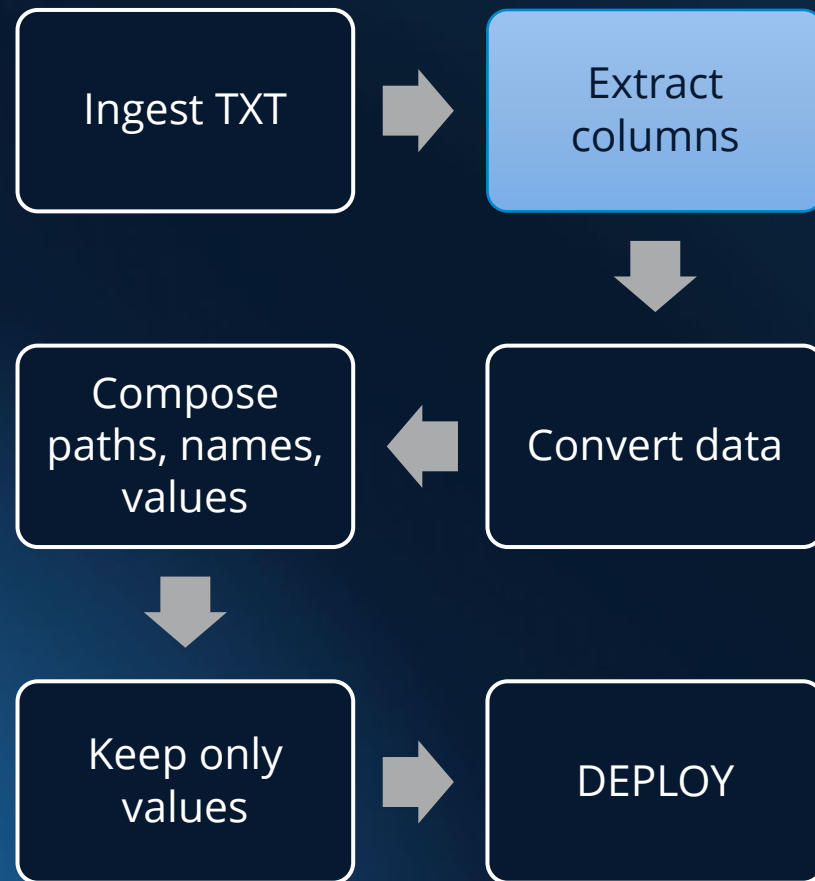 Ingest TXT
Extract
columns
Convert data
Compose
paths, names,
values
Keep only
values
DEPLOY